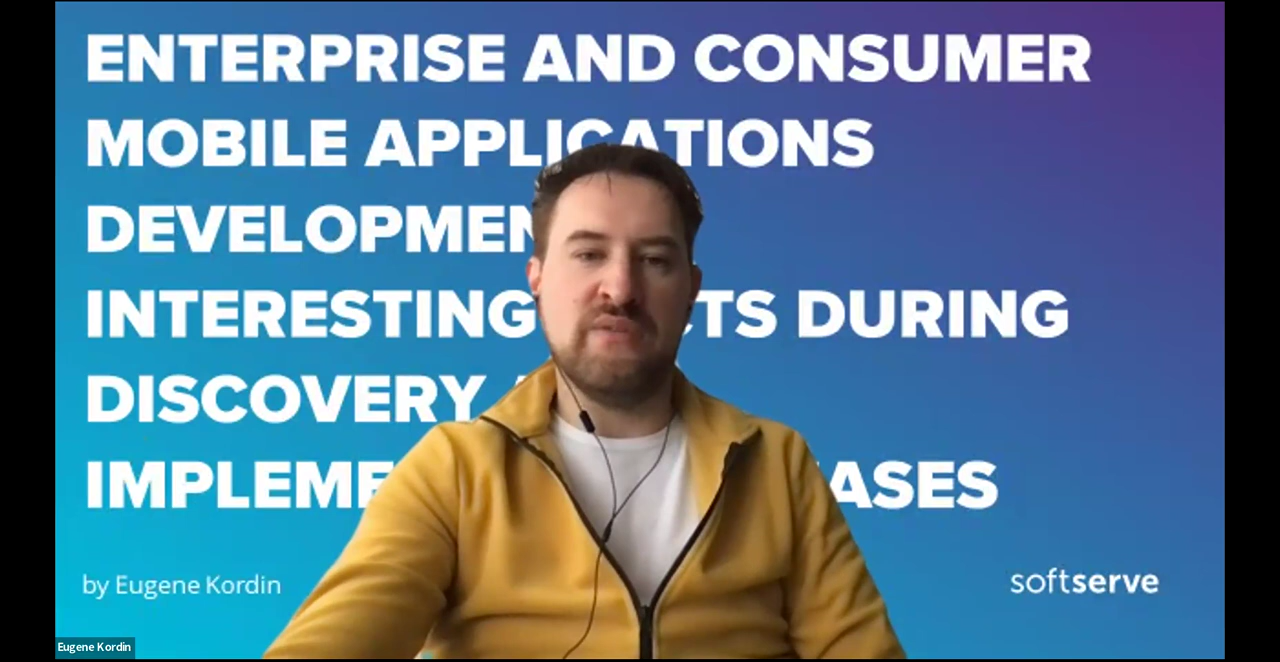 ENTERPRISE AND CONSUMER
MOBILE APPLICATIONS
DEVELOPMEN
INTERESTING CTS DURING
DISCOVERY
IMPLEME ASES
by Eugene Kordin
softserve
Eugene Kordin